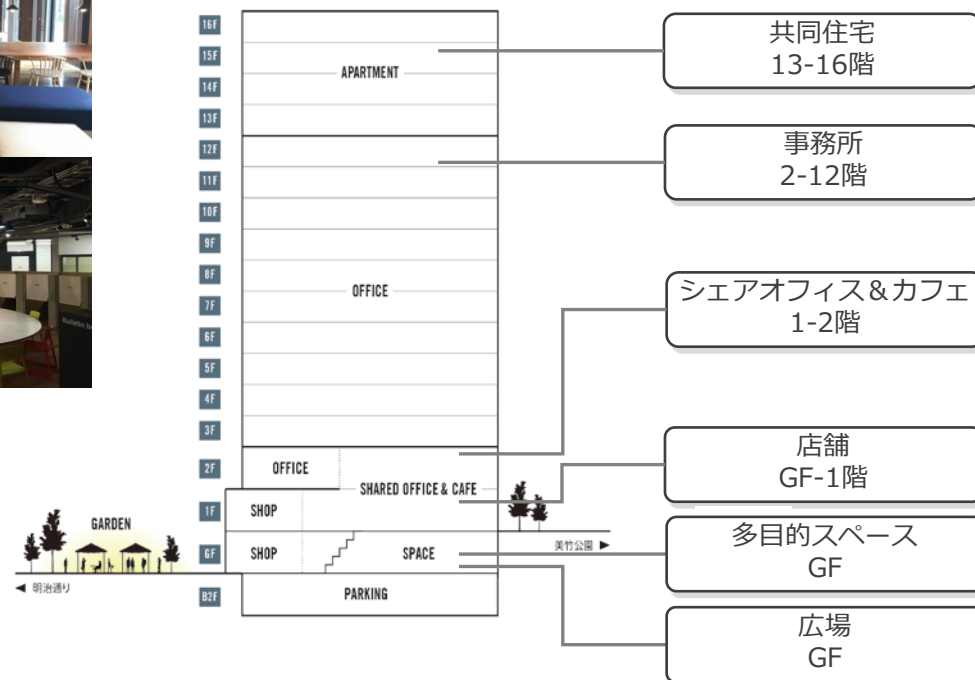 16F
15F
14F
13F
12F
11F
10F
9F
8F
7F
6F
5F
4F
3F
2F
1F
GF
B2F
APARTMENT
OFFICE
OFFICE
SHARED OFFICE & CAFE
SHOP
SHOP
SPACE
PARKING
GARDEN
◀ 明治通り
美竹公園 ▶
共同住宅
13-16階
事務所
2-12階
シェアオフィス&カフェ
1-2階
店舗
GF-1階
多目的スペース
GF
広場
GF